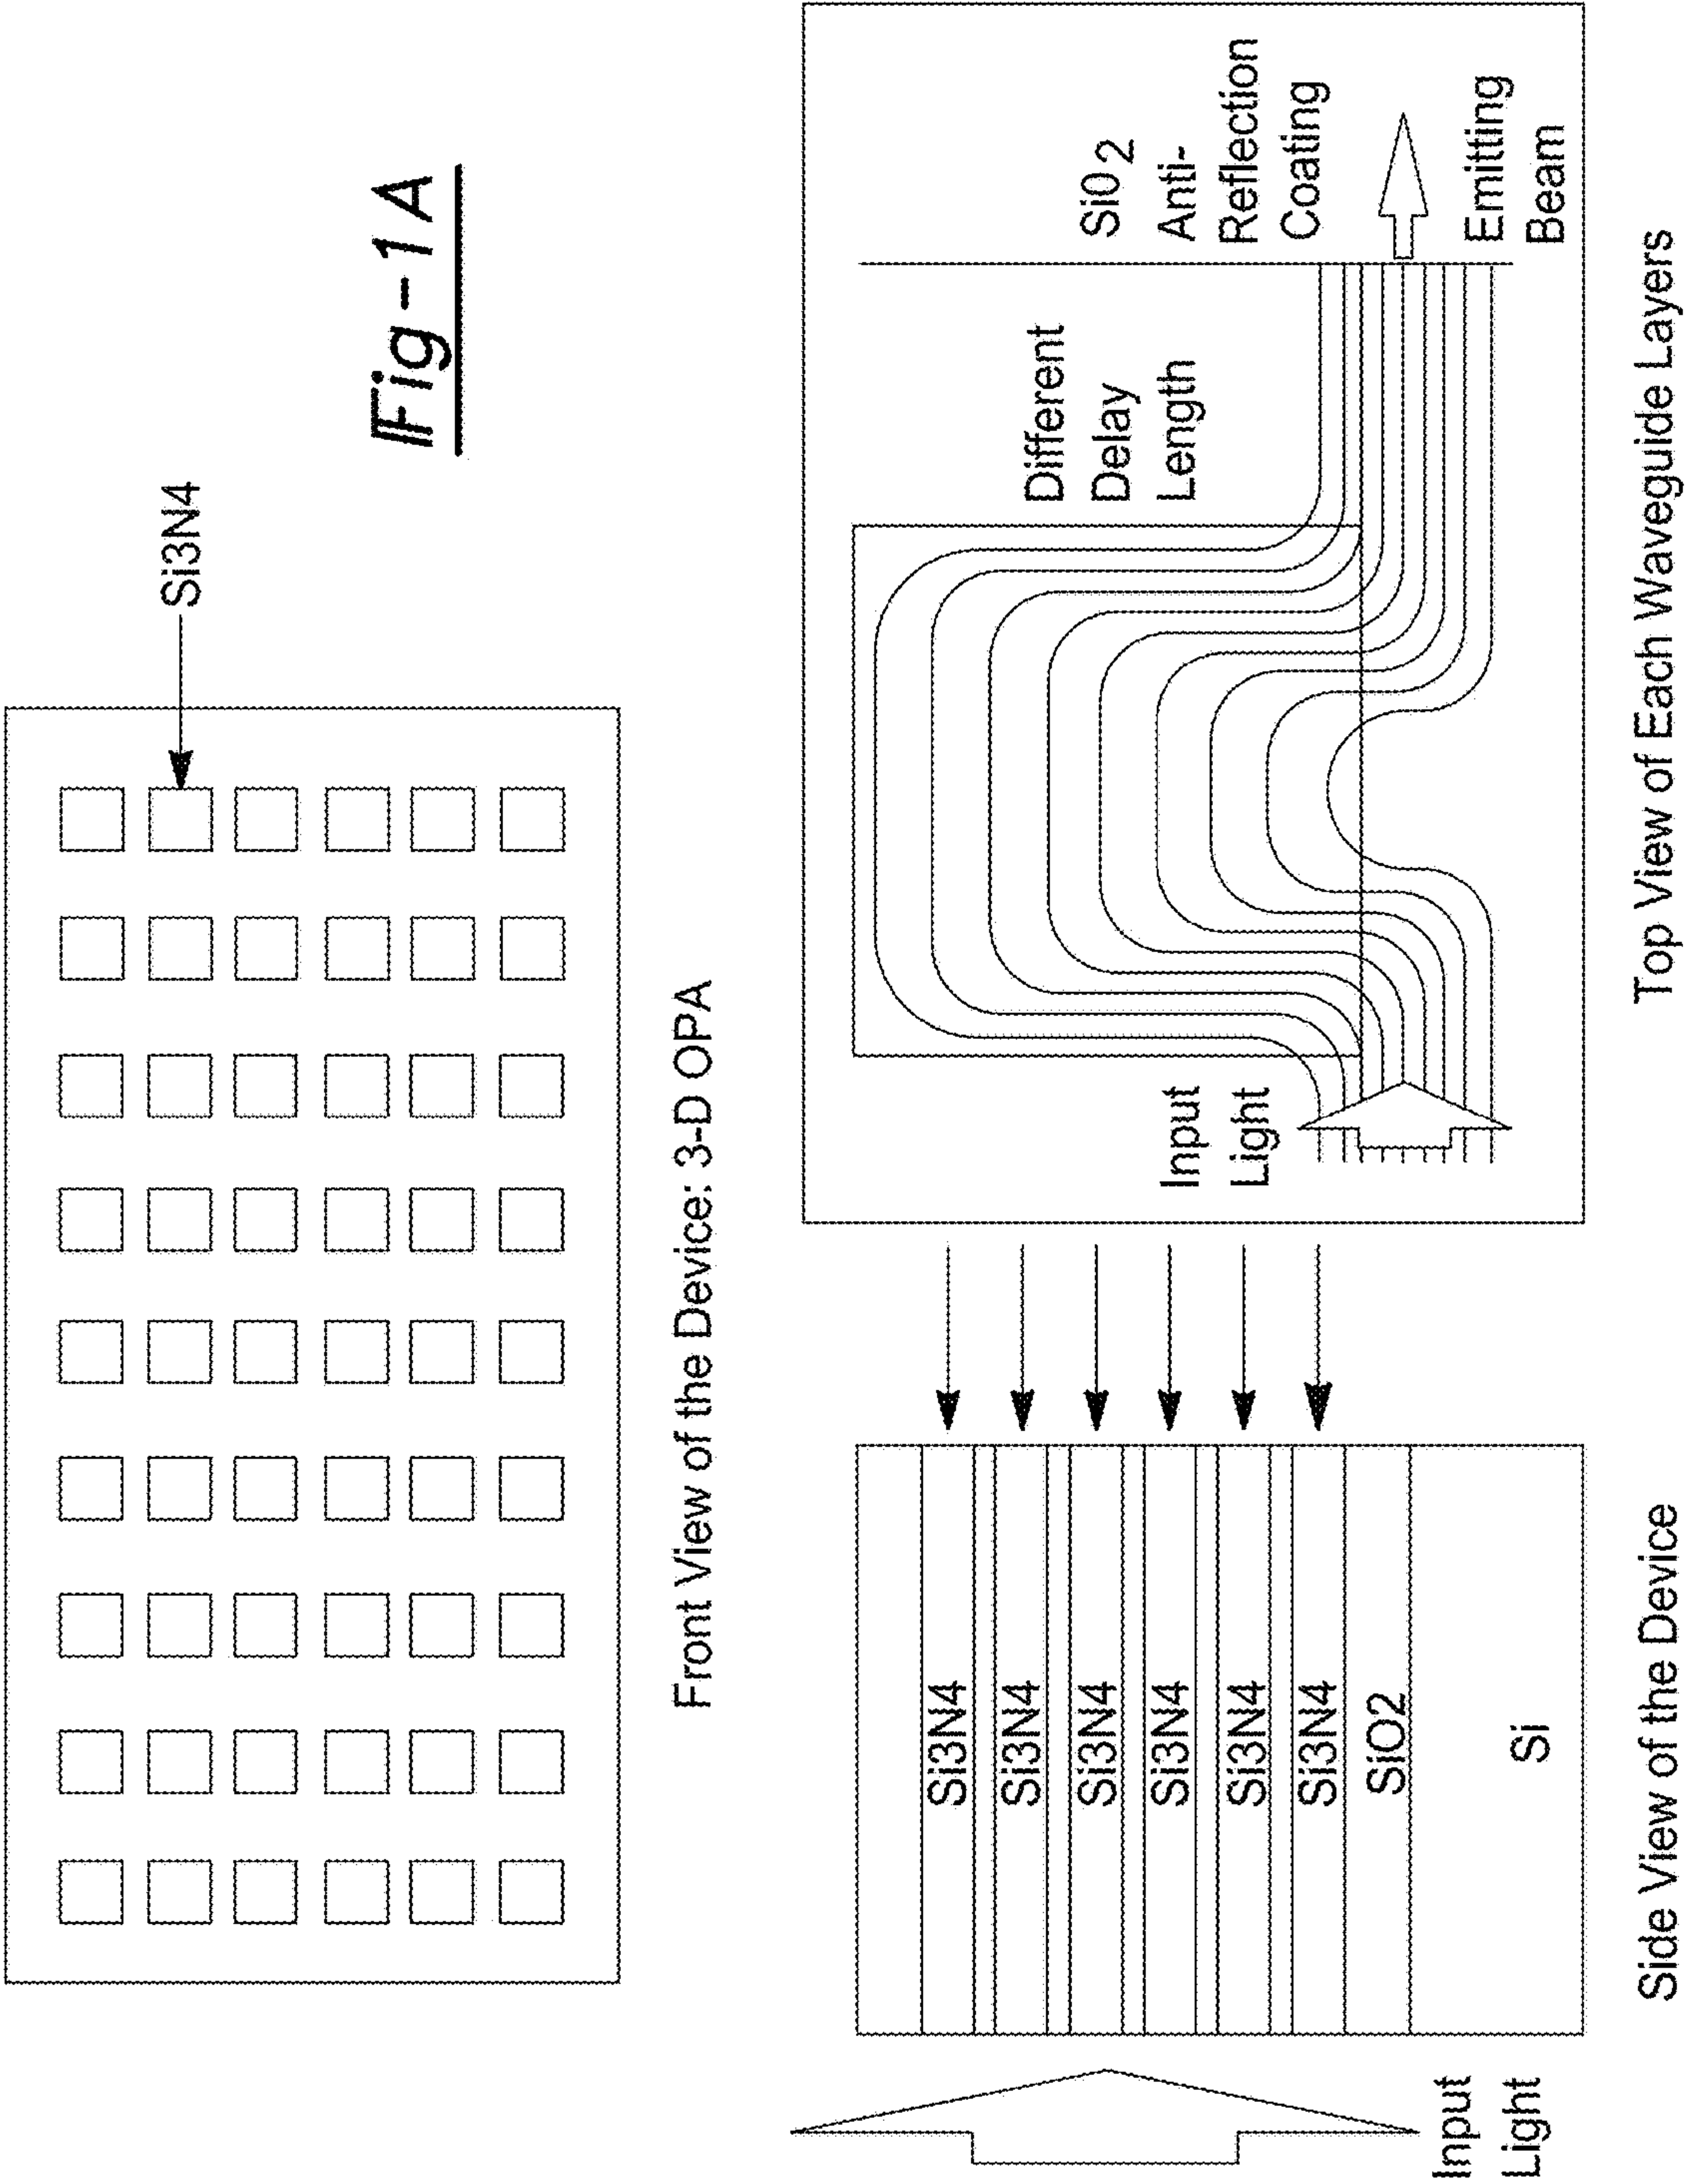 Si3N4
Fig-1A
Front View of the Device: 3-D OPA
Input
Light
Si3N4
Si3N4
Si3N4
Si3N4
Si3N4
Si3N4
SiO2
Si
Side View of the Device
Input
Light
Different
Delay
Length
SiO2
Anti-
Reflection
Coating
Emitting
Beam
Top View of Each Waveguide Layers